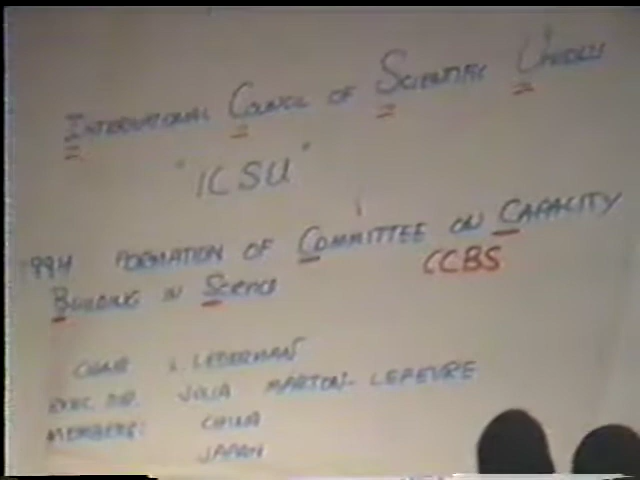 INTERNATIONAL COUNCIL OF SCIENTIFIC UNIONS
"ICSU"
1994 FORMATION OF COMMITTEE ON CAPACITY
BUILDING IN SCIENCE CCBS
CHAIR L. LEDERMAN
EXEC. DIR. JULIA MARTON-LEFEVRE
MEMBERS: CHINA
JAPAN